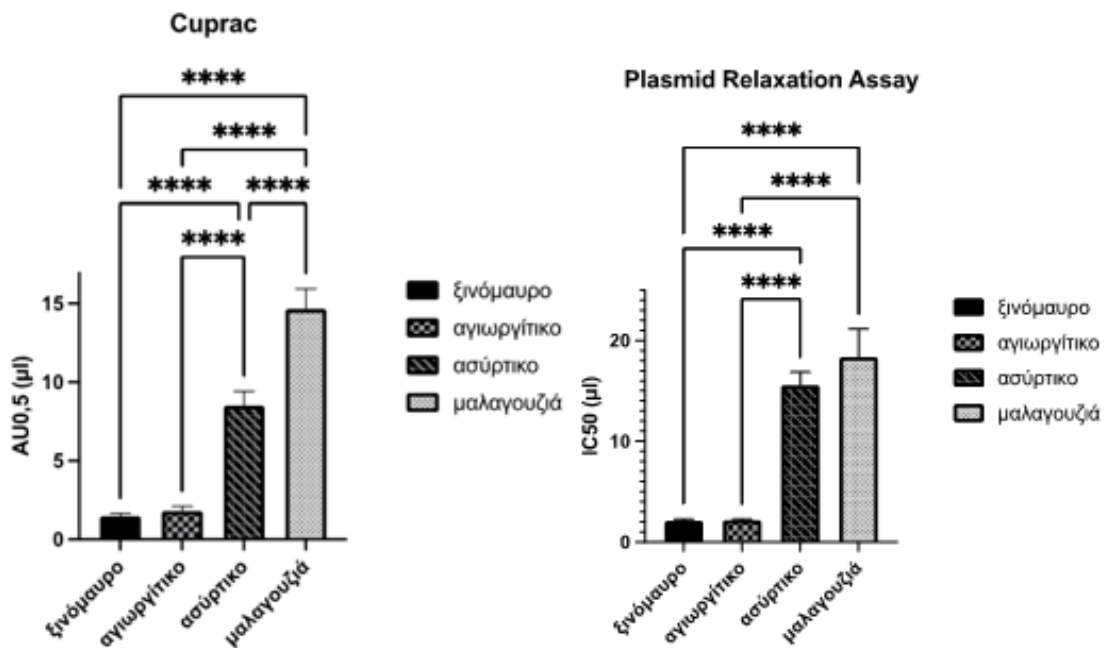 Cuprac
****
****
**** ****
****
15
10
5
0
AU0,5 (μl)
ξινόμαυρο
αγιωργίτικο
ασύρτικο
μαλαγουζιά
ξινόμαυρο
αγιωργίτικο
ασύρτικο
μαλαγουζιά
Plasmid Relaxation Assay
****
****
****
****
20
10
0
IC50 (μl)
ξινόμαυρο
αγιωργίτικο
ασύρτικο
μαλαγουζιά
ξινόμαυρο
αγιωργίτικο
ασύρτικο
μαλαγουζιά